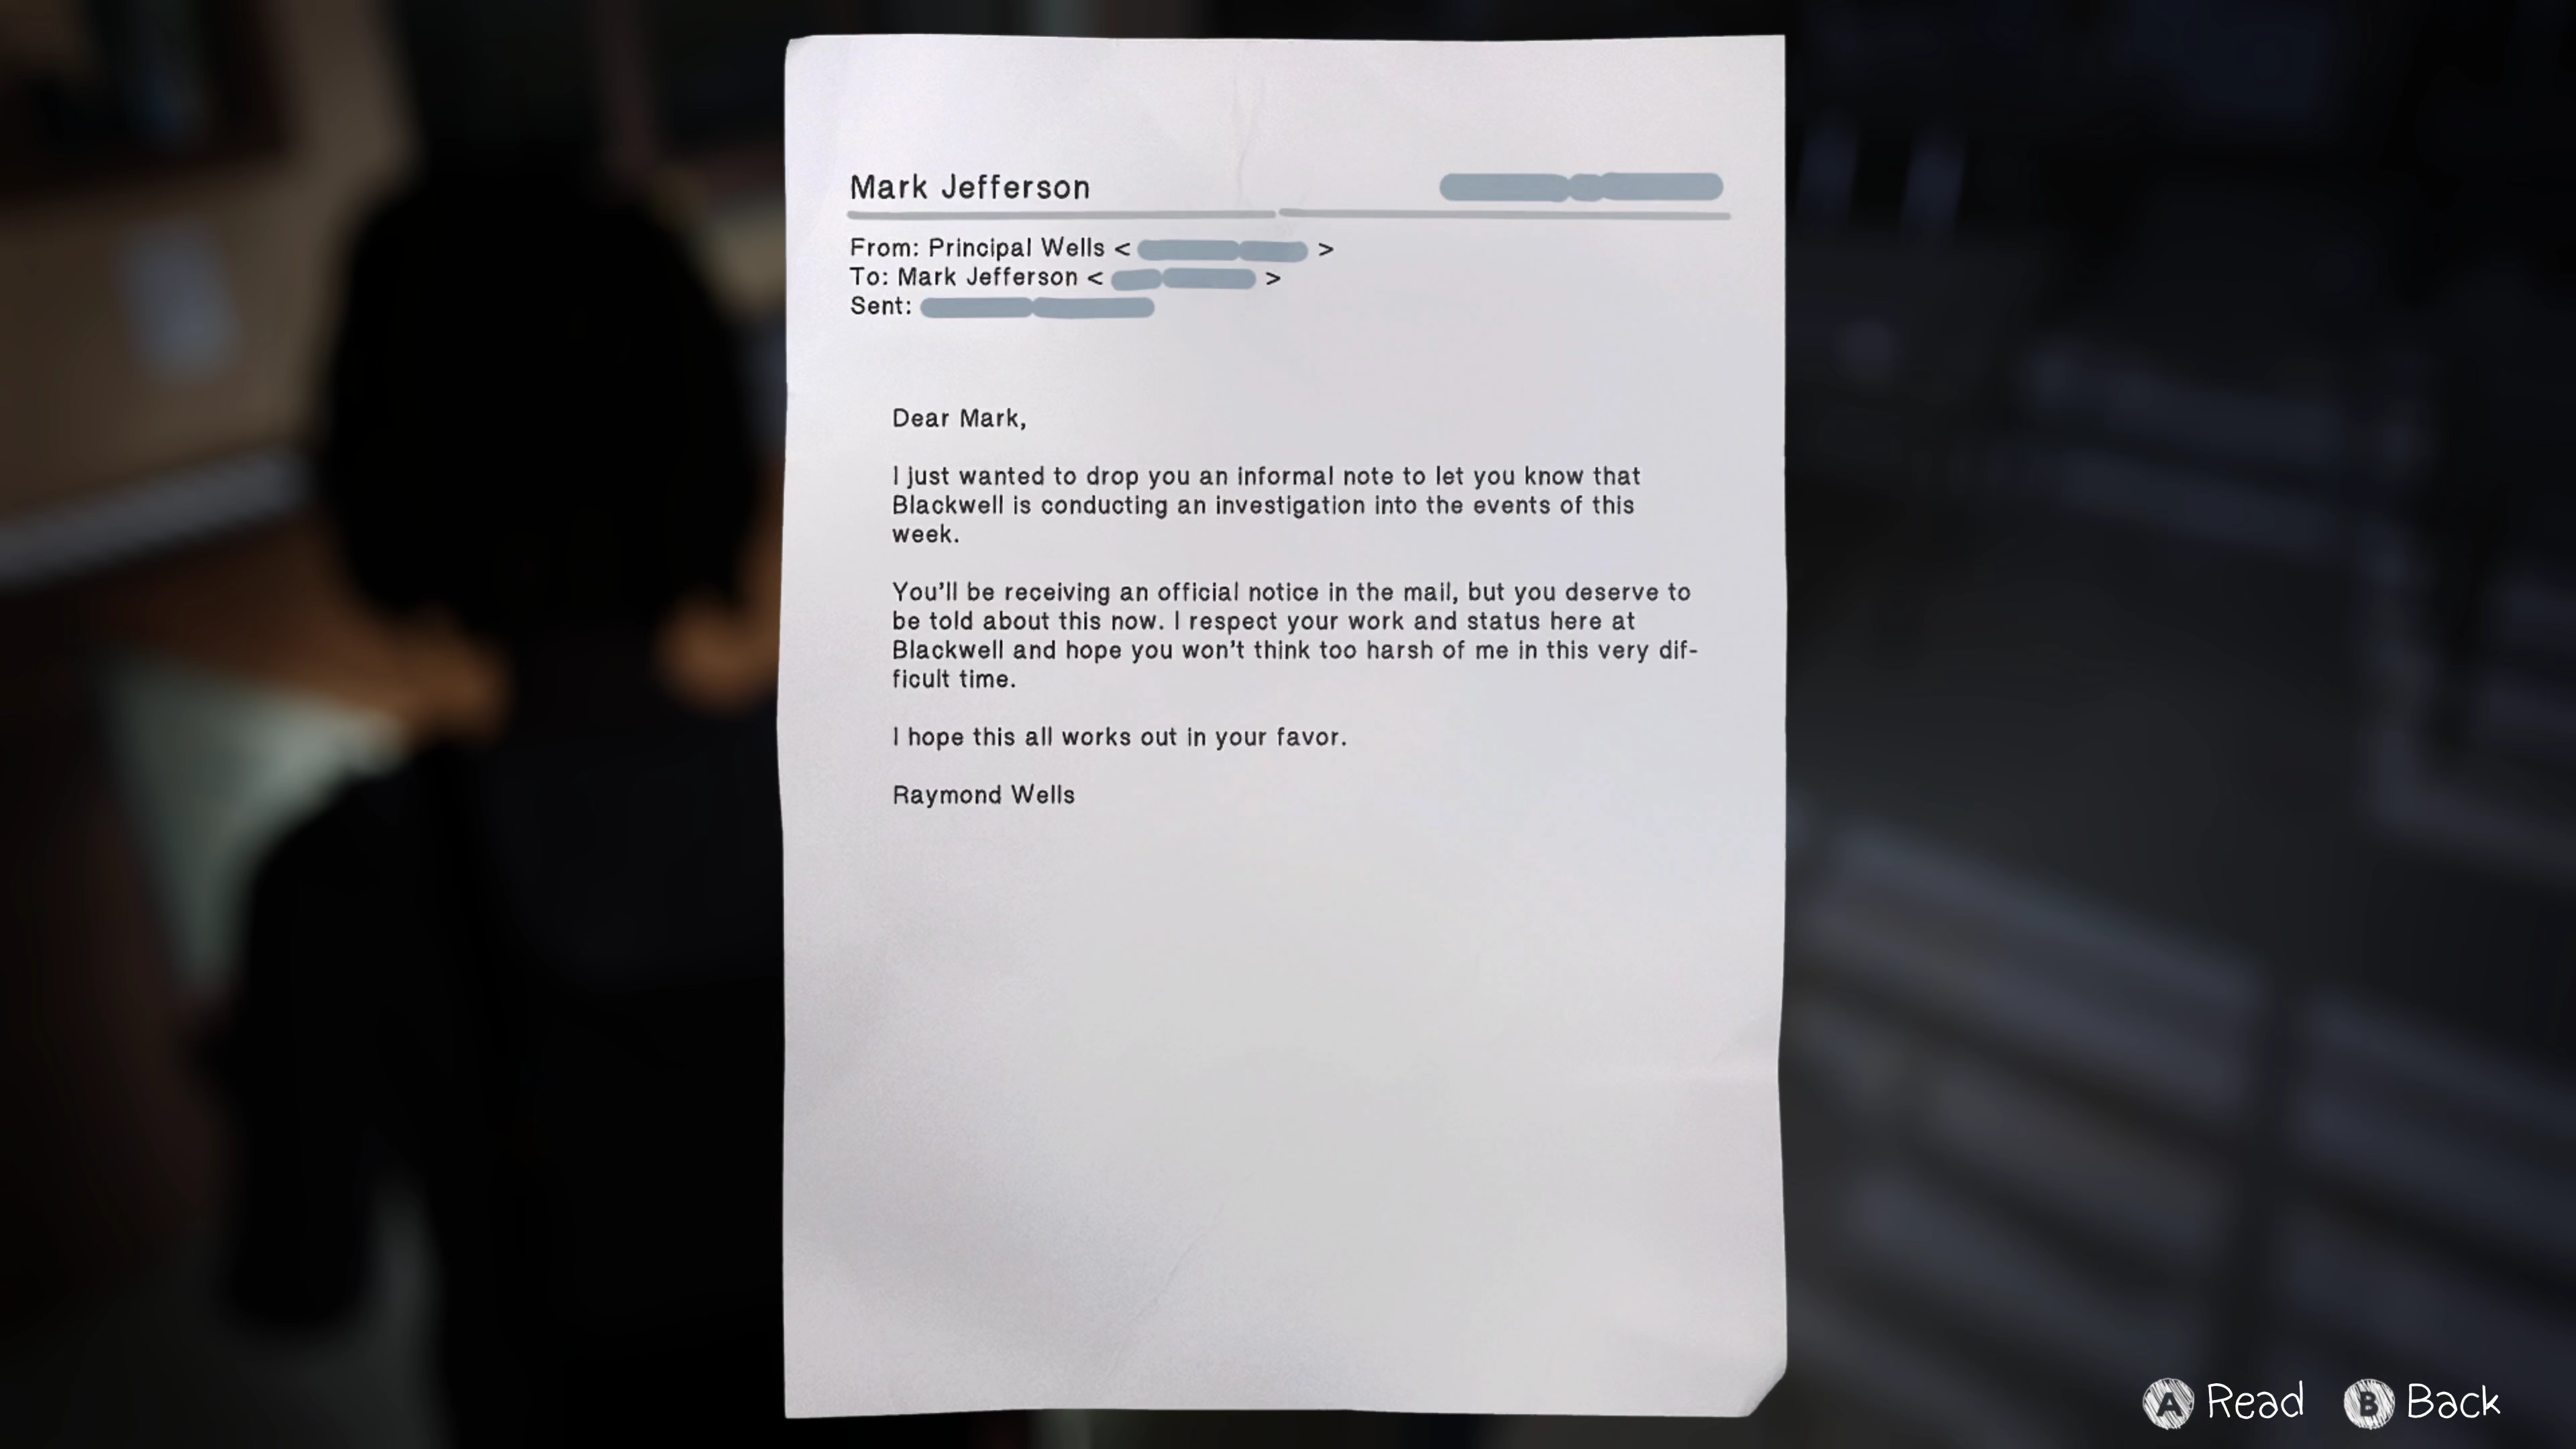 Mark Jefferson
From: Principal Wells < >
To: Mark Jefferson < >
Sent:
Dear Mark,
I just wanted to drop you an informal note to let you know that
Blackwell is conducting an investigation into the events of this
week.
You'll be receiving an official notice in the mail, but you deserve to
be told about this now. I respect your work and status here at
Blackwell and hope you won't think too harsh of me in this very dif-
ficult time.
I hope this all works out in your favor.
Raymond Wells
A Read B Back